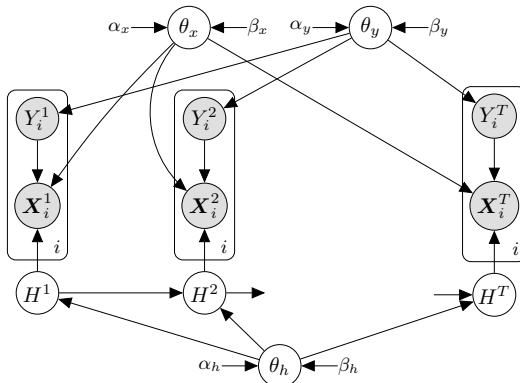 α_x θ_x β_x α_y θ_y β_y
Y_i^1 Y_i^2 Y_i^T
X_i^1 X_i^2 X_i^T
i i i
H^1 H^2 H^T
α_h θ_h β_h